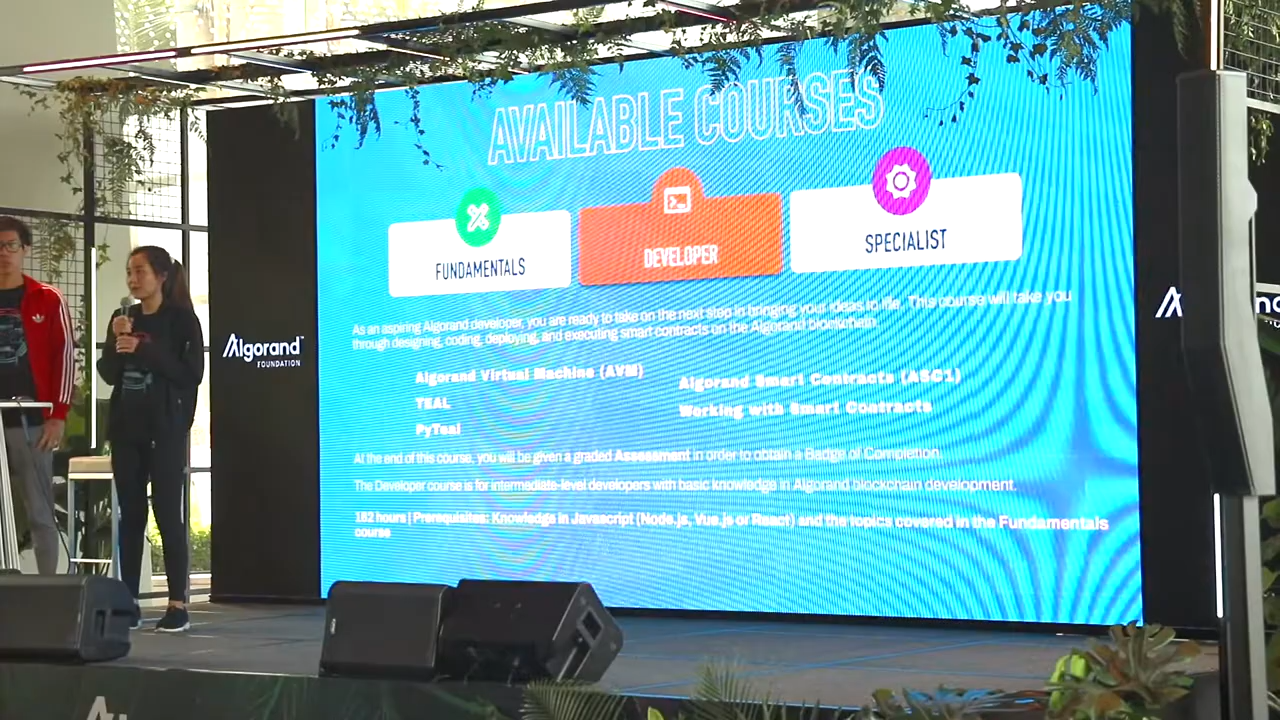 AVAILABLE COURSES
FUNDAMENTALS
DEVELOPER
SPECIALIST
As an aspiring Algorand developer, you are ready to take on the next step in bringing your ideas to life. This course will take you
through designing, coding, deploying, and executing smart contracts on the Algorand blockchain.
Algorand Virtual Machine (AVM)
TEAL
PyTeal
Algorand Smart Contracts (ASC1)
Working with Smart Contracts
At the end of this course, you will be given a graded Assessment in order to obtain a Badge of Completion.
The Developer course is for intermediate-level developers with basic knowledge in Algorand blockchain development.
182 hours | Prerequisites: Knowledge in Javascript (Node.js, Vue.js or React) and the topics covered in the Fundamentals
course
Algorand
FOUNDATION